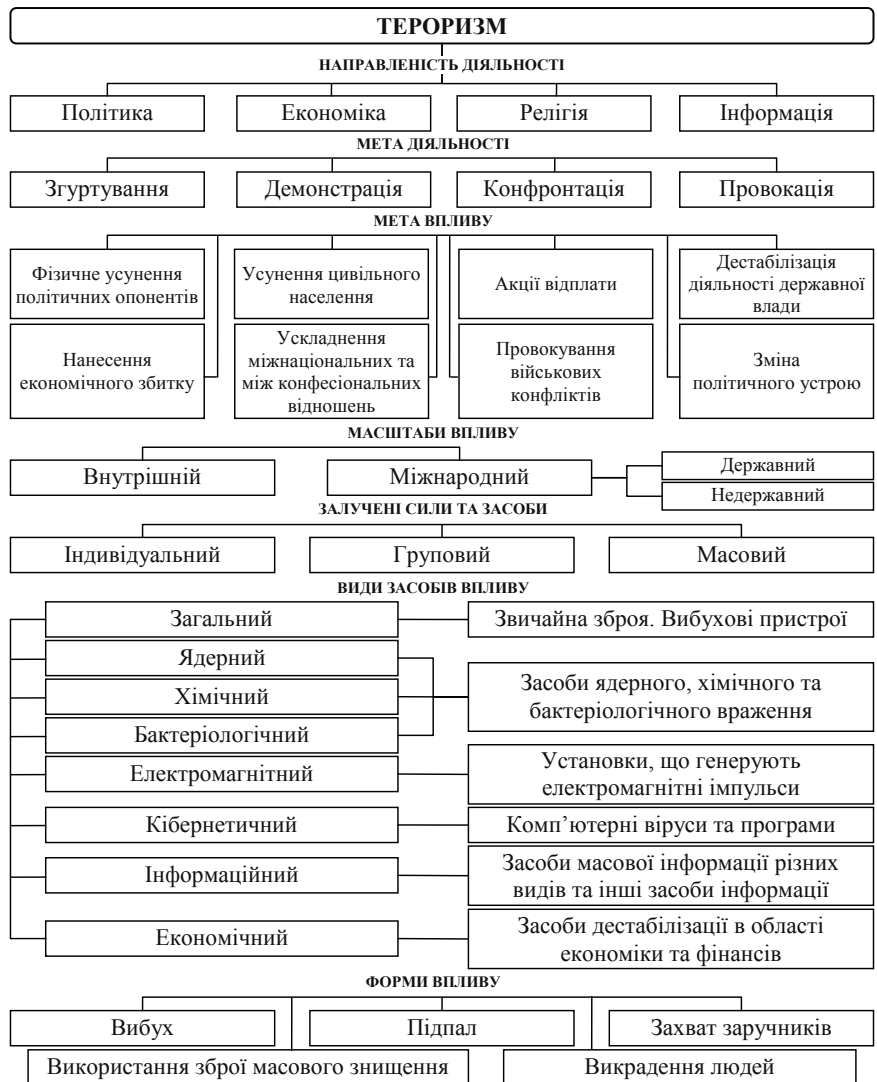 ТЕРОРИЗМ
НАПРАВЛЕНІСТЬ ДІЯЛЬНОСТІ
Політика
Економіка
Релігія
Інформація
МЕТА ДІЯЛЬНОСТІ
Згуртування
Демонстрація
Конфронтація
Провокація
МЕТА ВПЛИВУ
Фізичне усунення
політичних опонентів
Усунення цивільного
населення
Акції відплати
Дестабілізація
діяльності державної
влади
Нанесення
економічного збитку
Ускладнення
міжнаціональних та
між конфесіональних
відношень
Провокування
військових
конфліктів
Зміна
політичного устрою
МАСШТАБИ ВПЛИВУ
Внутрішній
Міжнародний
Державний
Недержавний
ЗАЛУЧЕНІ СИЛИ ТА ЗАСОБИ
Індивідуальний
Груповий
Масовий
ВИДИ ЗАСОБІВ ВПЛИВУ
Загальний
Звичайна зброя. Вибухові пристрої
Ядерний
Хімічний
Бактеріологічний
Засоби ядерного, хімічного та
бактеріологічного враження
Електромагнітний
Установки, що генерують
електромагнітні імпульси
Кібернетичний
Комп’ютерні віруси та програми
Інформаційний
Засоби масової інформації різних
видів та інші засоби інформації
Економічний
Засоби дестабілізації в області
економіки та фінансів
ФОРМИ ВПЛИВУ
Вибух
Підпал
Захват заручників
Використання зброї масового знищення
Викрадення людей